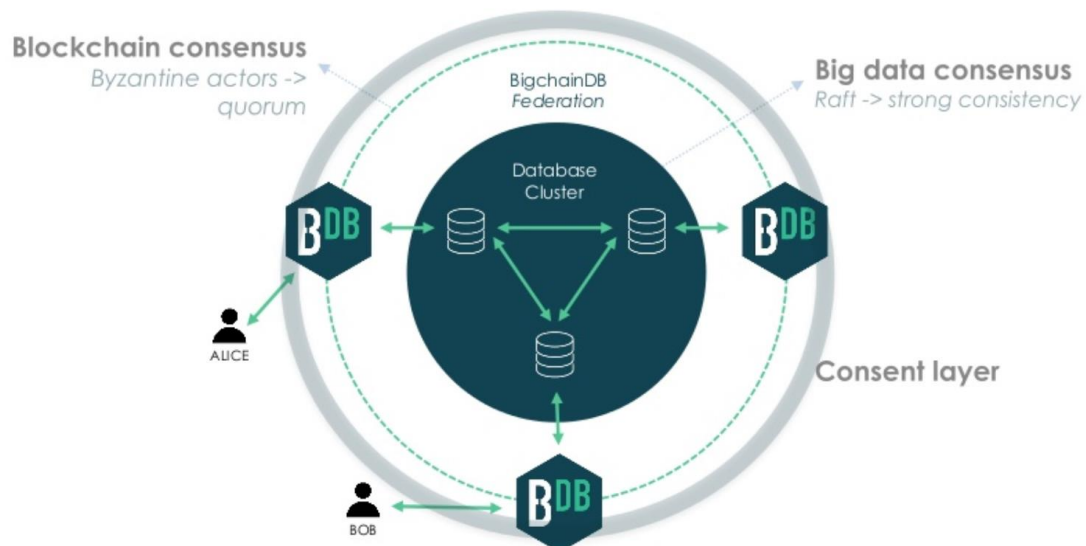 Blockchain consensus
Byzantine actors ->
quorum
BigchainDB
Federation
Big data consensus
Raft -> strong consistency
Database
Cluster
BDB
BDB
ALICE
Consent layer
BDB
BOB